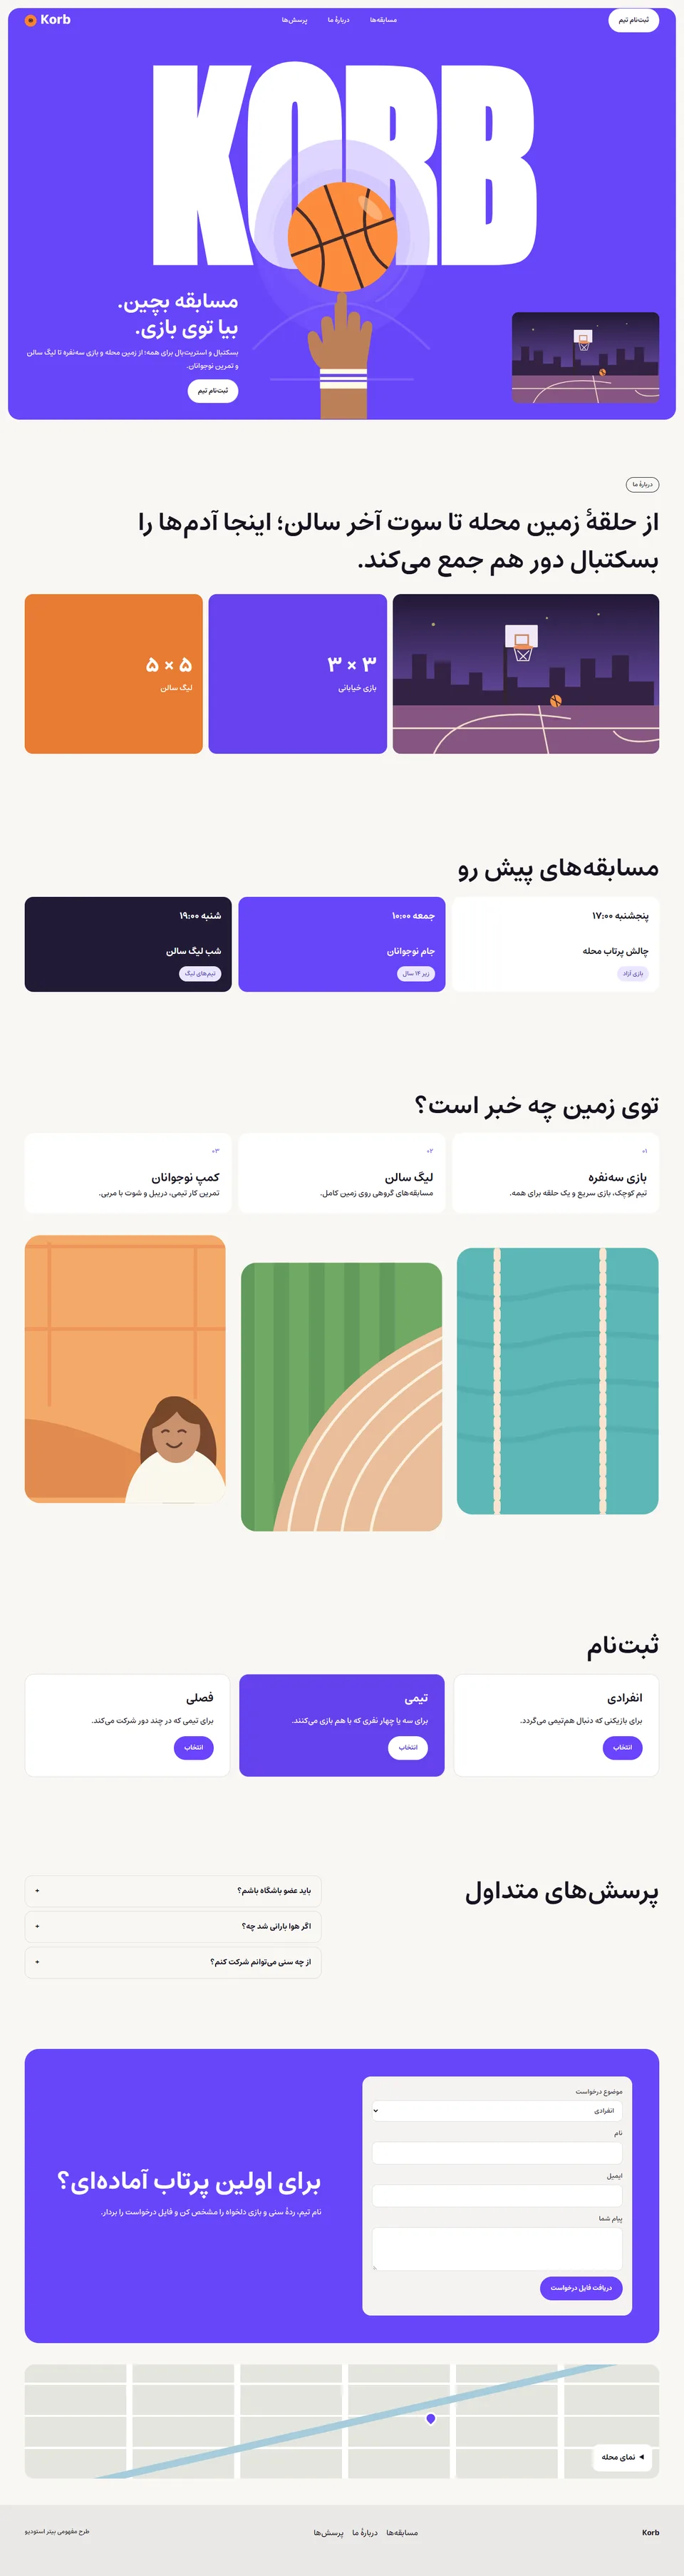 ثبت‌نام تیم
مسابقه‌ها
دربارهٔ ما
پرسش‌ها
Korb
KORB
مسابقه بچین.
بیا توی بازی.
بسکتبال و استریت‌بال برای همه؛ از زمین محله و بازی سه‌نفره تا لیگ سالن
و تمرین نوجوانان.
ثبت‌نام تیم
دربارهٔ ما
از حلقهٔ زمین محله تا سوت آخر سالن؛ اینجا آدم‌ها را
بسکتبال دور هم جمع می‌کند.
۳ × ۳
بازی خیابانی
۵ × ۵
لیگ سالن
مسابقه‌های پیش رو
پنجشنبه ۱۷:۰۰
چالش پرتاب محله
بازی آزاد
جمعه ۱۰:۰۰
جام نوجوانان
زیر ۱۴ سال
شنبه ۱۹:۰۰
شب لیگ سالن
تیم‌های لیگ
توی زمین چه خبر است؟
۰۱
بازی سه‌نفره
تیم کوچک، بازی سریع و یک حلقه برای همه.
۰۲
لیگ سالن
مسابقه‌های گروهی روی زمین کامل.
۰۳
کمپ نوجوانان
تمرین کار تیمی، دریبل و شوت با مربی.
ثبت‌نام
انفرادی
برای بازیکنی که دنبال هم‌تیمی می‌گردد.
انتخاب
تیمی
برای سه یا چهار نفری که با هم بازی می‌کنند.
انتخاب
فصلی
برای تیمی که در چند دور شرکت می‌کند.
انتخاب
پرسش‌های متداول
باید عضو باشگاه باشم؟
+
اگر هوا بارانی شد چه؟
+
از چه سنی می‌توانم شرکت کنم؟
+
موضوع درخواست
انفرادی
نام
ایمیل
پیام شما
دریافت فایل درخواست
برای اولین پرتاب آماده‌ای؟
نام تیم، ردهٔ سنی و بازی دلخواه را مشخص کن و فایل درخواست را بردار.
نمای محله
Korb
مسابقه‌ها
دربارهٔ ما
پرسش‌ها
طرح مفهومی بیتر استودیو